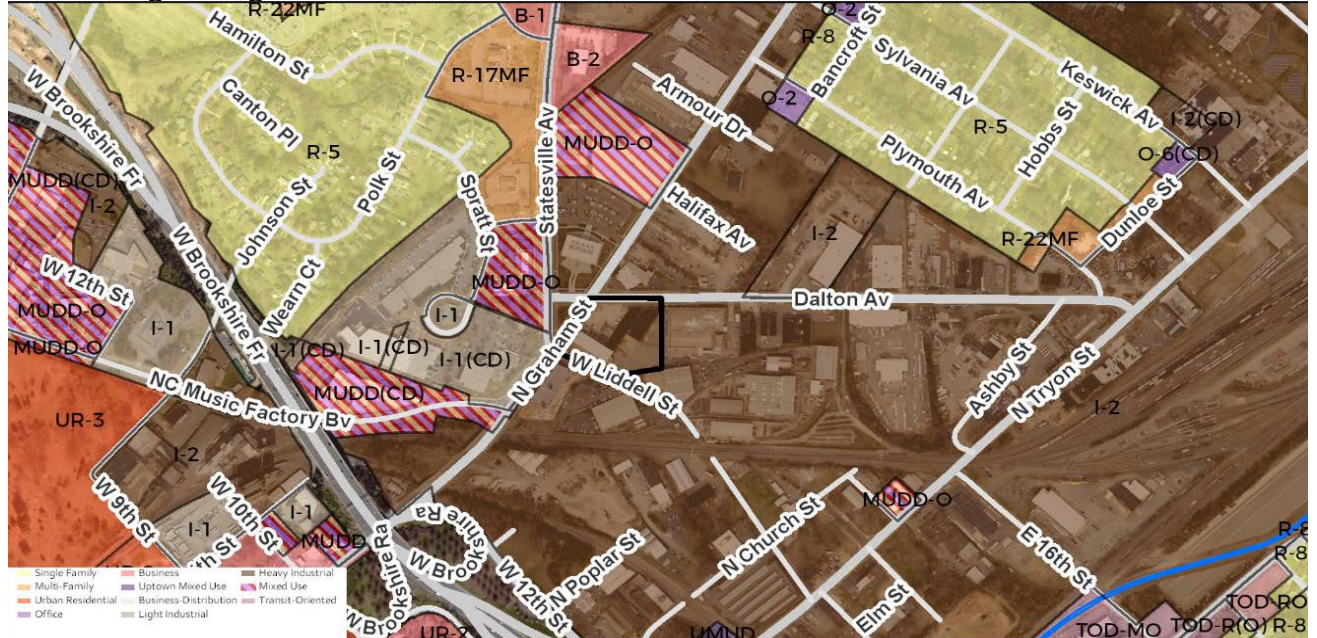 R-22MF
B-1
O-2
Hamilton St
R-8
B-2
Bancroft St
Sylvania Av
Keswick Av
W Brookshire Fr
R-17MF
Canton Pl
Armour Dr
O-2
I-2(CD)
R-5
Polk St
Statesville Av
MUDD-O
R-5
Hobbs St
O-6(CD)
MUDD(CD)
I-2
Johnson St
Spratt St
Plymouth Av
Halifax Av
I-2
R-22MF
Dunloe St
W Brookshire Fr
W 12th St
Wearn Ct
MUDD-O
MUDD-O
Dalton Av
I-1
I-1
MUDD-O
I-1(CD)
I-1(CD)
I-1(CD)
N Graham St
W Liddell St
Ashby St
N Tryon St
NC Music Factory Bv
MUDD(CD)
I-2
UR-3
I-2
W 9th St
W 10th St
I-1
I-1
MUDD
MUDD-O
N Church St
E 16th St
W 12th St
N Poplar St
Elm St
R-8
TOD-RO
TOD-MO
TOD-R(O)
R-8
UR-2
UMUD
Single Family
Business
Heavy Industrial
Multi-Family
Uptown Mixed Use
Mixed Use
Urban Residential
Business-Distribution
Transit-Oriented
Office
Light Industrial